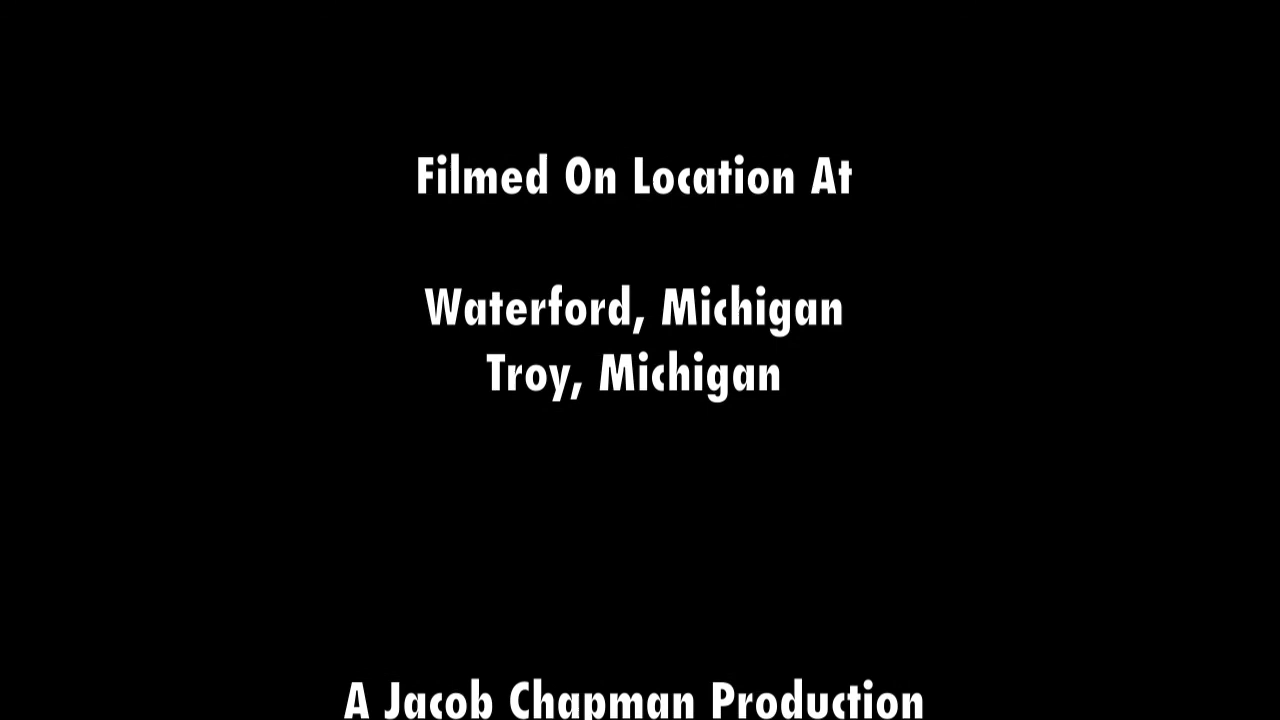 Filmed On Location At
Waterford, Michigan
Troy, Michigan
A Jacob Chapman Production